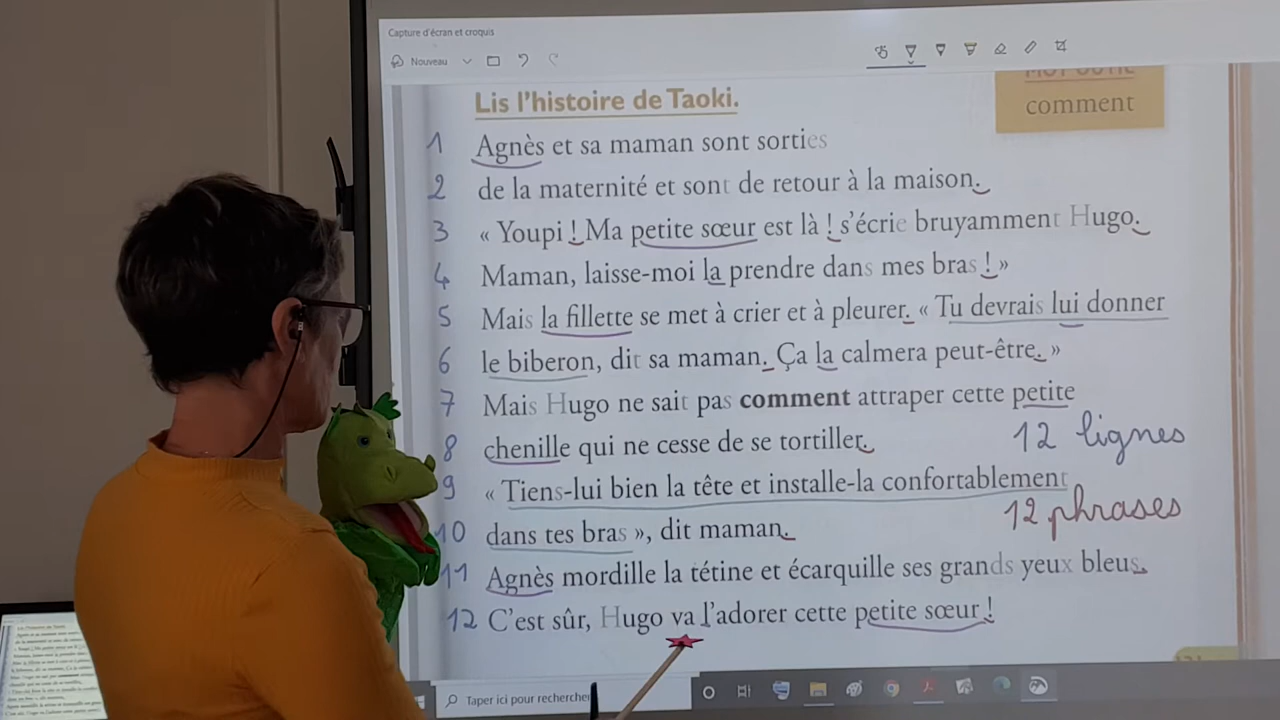 Capture d'écran et croquis
Nouveau
Lis l'histoire de Taoki.
MOT OUTIL
comment
1 Agnès et sa maman sont sorties
2 de la maternité et sont de retour à la maison.
3 « Youpi ! Ma petite sœur est là ! s'écrie bruyamment Hugo.
4 Maman, laisse-moi la prendre dans mes bras ! »
5 Mais la fillette se met à crier et à pleurer. « Tu devrais lui donner
6 le biberon, dit sa maman. Ça la calmera peut-être. »
7 Mais Hugo ne sait pas comment attraper cette petite
8 chenille qui ne cesse de se tortiller.
12 lignes
9 « Tiens-lui bien la tête et installe-la confortablement
12 phrases
10 dans tes bras », dit maman.
11 Agnès mordille la tétine et écarquille ses grands yeux bleus.
12 C'est sûr, Hugo va l'adorer cette petite sœur !
Taper ici pour rechercher